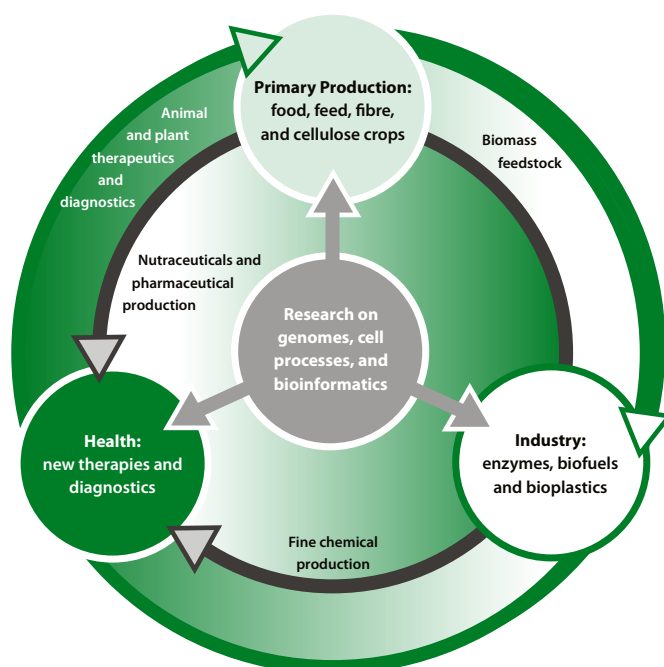 Primary Production:
food, feed, fibre,
and cellulose crops
Animal
and plant
therapeutics
and
diagnostics
Biomass
feedstock
Nutraceuticals and
pharmaceutical
production
Research on
genomes, cell
processes, and
bioinformatics
Health:
new therapies and
diagnostics
Industry:
enzymes, biofuels
and bioplastics
Fine chemical
production